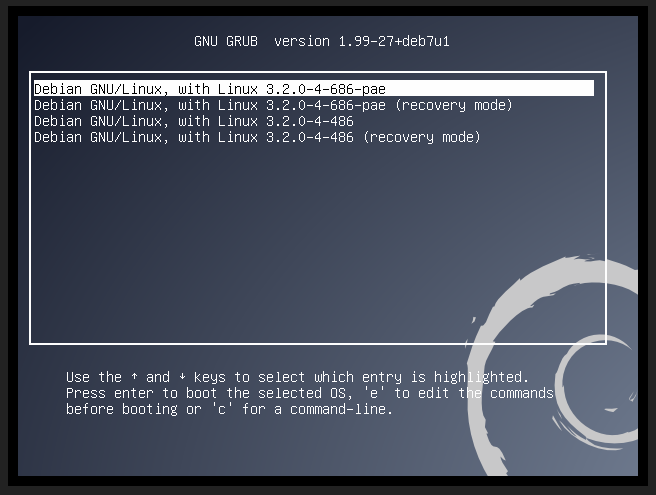 GNU GRUB  version 1.99-27+deb7u1
Debian GNU/Linux, with Linux 3.2.0-4-686-pae
Debian GNU/Linux, with Linux 3.2.0-4-686-pae (recovery mode)
Debian GNU/Linux, with Linux 3.2.0-4-486
Debian GNU/Linux, with Linux 3.2.0-4-486 (recovery mode)
Use the ↑ and ↓ keys to select which entry is highlighted.
Press enter to boot the selected OS, 'e' to edit the commands
before booting or 'c' for a command-line.